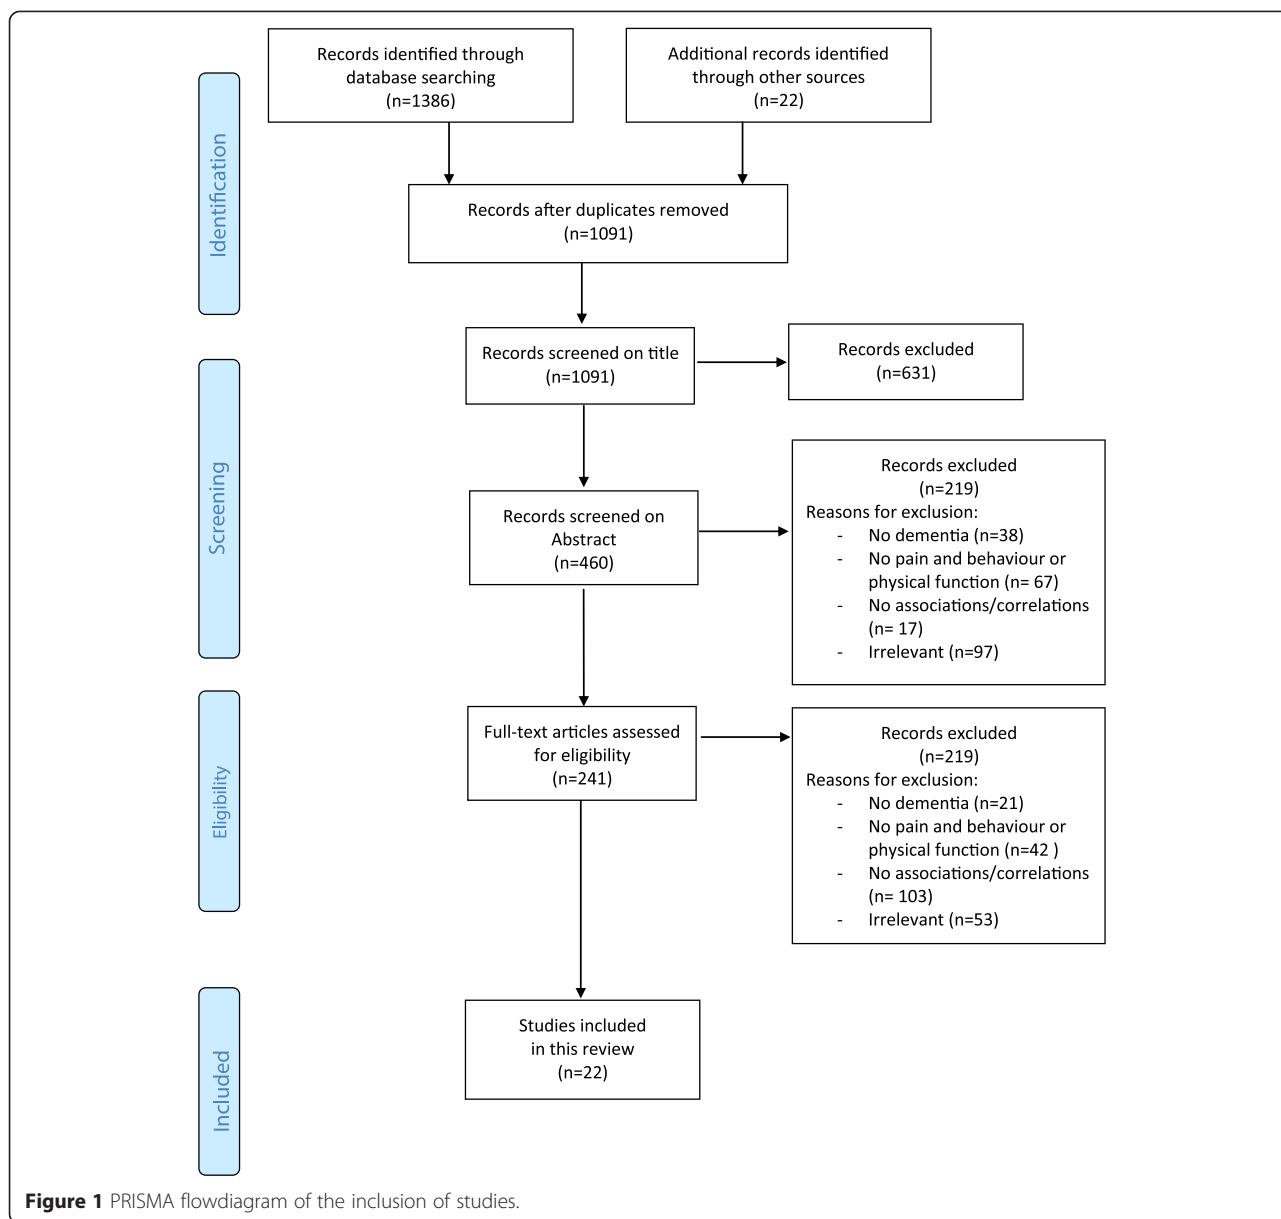 Records identified through
database searching
(n=1386)
Additional records identified
through other sources
(n=22)
Identification
Records after duplicates removed
(n=1091)
Records screened on title
(n=1091)
Records excluded
(n=631)
Screening
Records screened on
Abstract
(n=460)
Records excluded
(n=219)
Reasons for exclusion:
- No dementia (n=38)
- No pain and behaviour or
physical function (n= 67)
- No associations/correlations
(n= 17)
- Irrelevant (n=97)
Eligibility
Full-text articles assessed
for eligibility
(n=241)
Records excluded
(n=219)
Reasons for exclusion:
- No dementia (n=21)
- No pain and behaviour or
physical function (n=42 )
- No associations/correlations
(n= 103)
- Irrelevant (n=53)
Included
Studies included
in this review
(n=22)
Figure 1 PRISMA flowdiagram of the inclusion of studies.